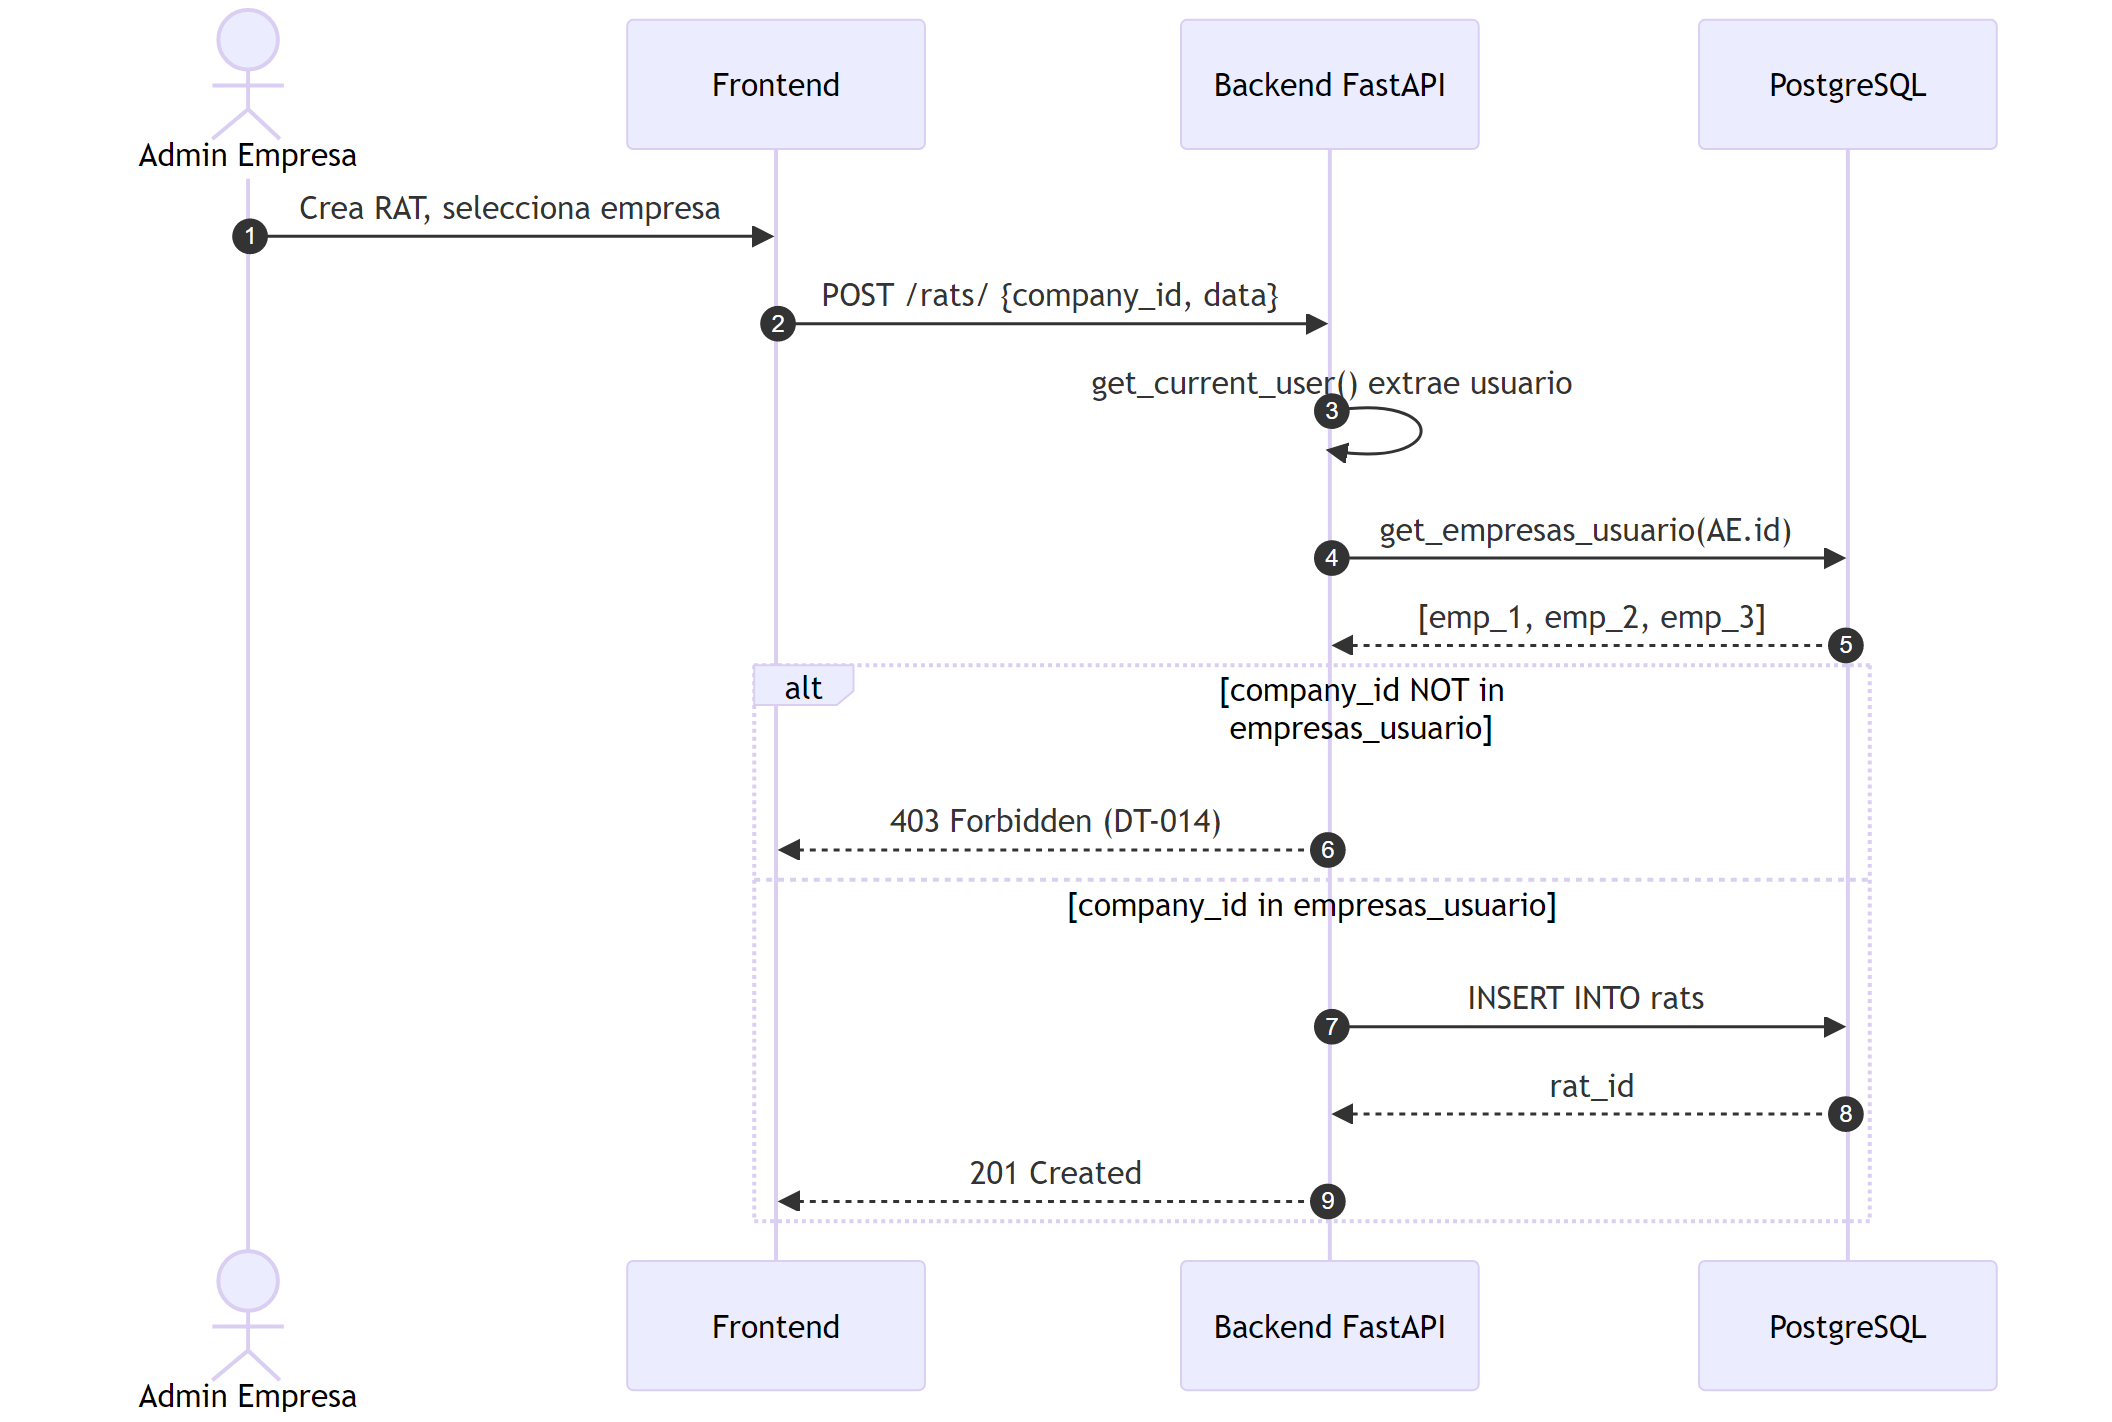 Frontend
Backend FastAPI
PostgreSQL
Admin Empresa
Crea RAT, selecciona empresa
1
POST /rats/ {company_id, data}
2
get_current_user() extrae usuario
3
get_empresas_usuario(AE.id)
4
[emp_1, emp_2, emp_3]
5
alt
[company_id NOT in
empresas_usuario]
403 Forbidden (DT-014)
6
[company_id in empresas_usuario]
INSERT INTO rats
7
rat_id
8
201 Created
9
Frontend
Backend FastAPI
PostgreSQL
Admin Empresa